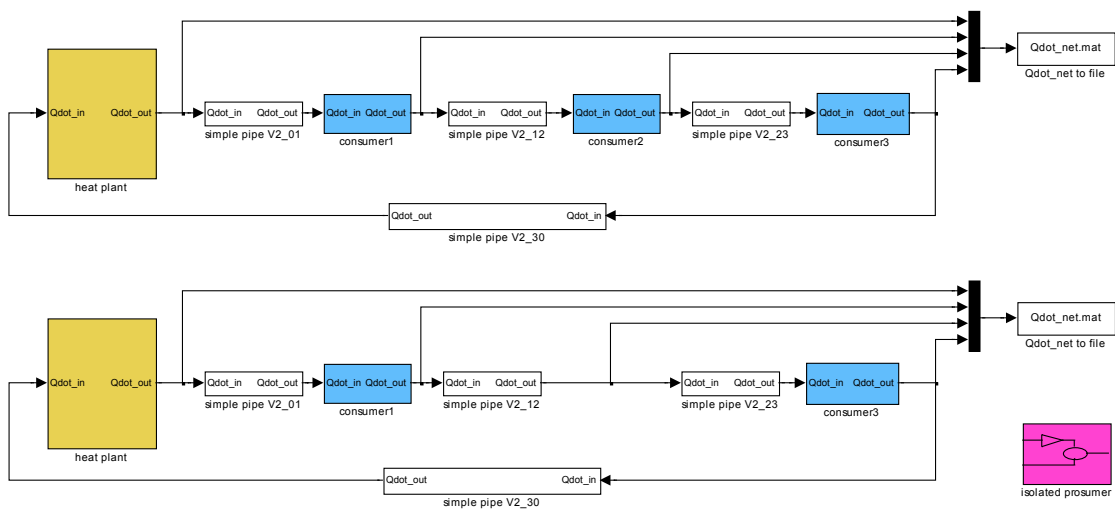 Qdot_net.mat
Qdot_net to file
Qdot_in Qdot_out
heat plant
Qdot_in Qdot_out
simple pipe V2_01
Qdot_in Qdot_out
consumer1
Qdot_in Qdot_out
simple pipe V2_12
Qdot_in Qdot_out
consumer2
Qdot_in Qdot_out
simple pipe V2_23
Qdot_in Qdot_out
consumer3
Qdot_out Qdot_in
simple pipe V2_30
Qdot_net.mat
Qdot_net to file
Qdot_in Qdot_out
heat plant
Qdot_in Qdot_out
simple pipe V2_01
Qdot_in Qdot_out
consumer1
Qdot_in Qdot_out
simple pipe V2_12
Qdot_in Qdot_out
simple pipe V2_23
Qdot_in Qdot_out
consumer3
Qdot_out Qdot_in
simple pipe V2_30
isolated prosumer